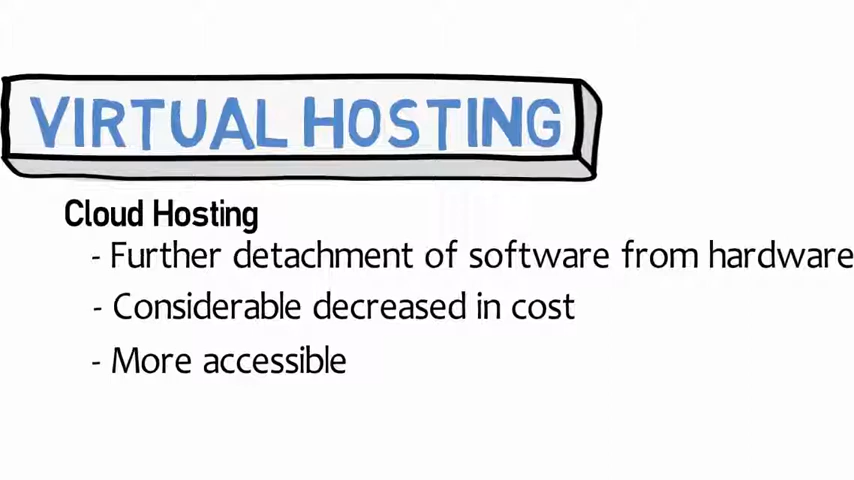 VIRTUAL HOSTING
Cloud Hosting
- Further detachment of software from hardware
- Considerable decreased in cost
- More accessible